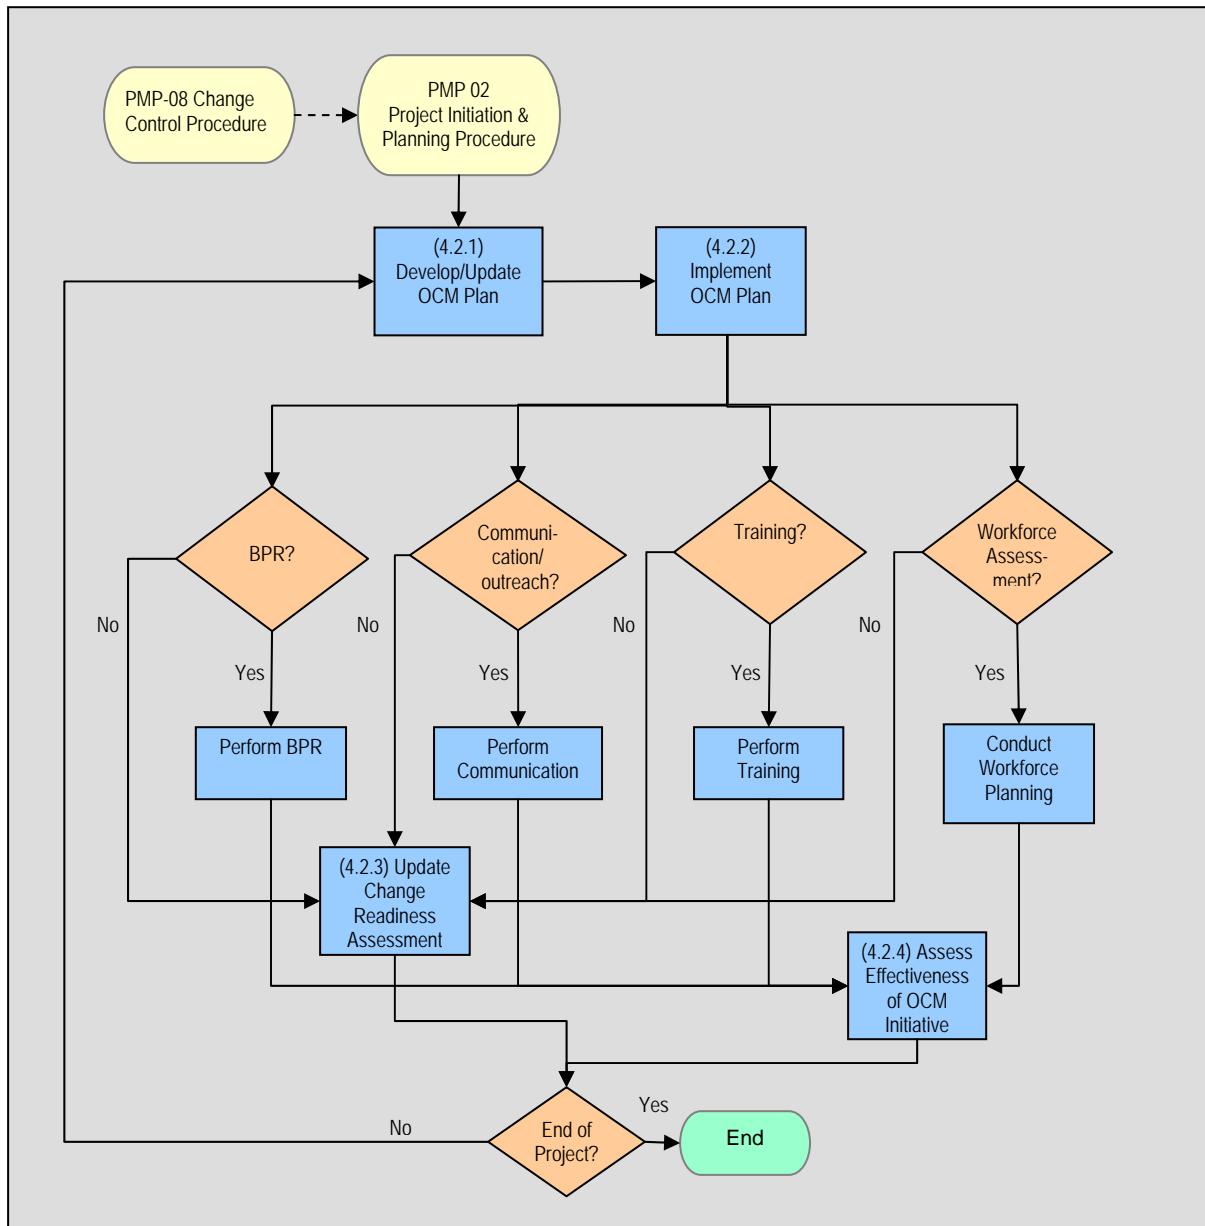 PMP-08 Change
Control Procedure
PMP 02
Project Initiation &
Planning Procedure
(4.2.1)
Develop/Update
OCM Plan
(4.2.2)
Implement
OCM Plan
BPR?
Communi-
cation/
outreach?
Training?
Workforce
Assess-
ment?
No
No
No
No
Yes
Yes
Yes
Yes
Perform BPR
Perform
Communication
Perform
Training
Conduct
Workforce
Planning
(4.2.3) Update
Change
Readiness
Assessment
(4.2.4) Assess
Effectiveness
of OCM
Initiative
End of
Project?
No
Yes
End